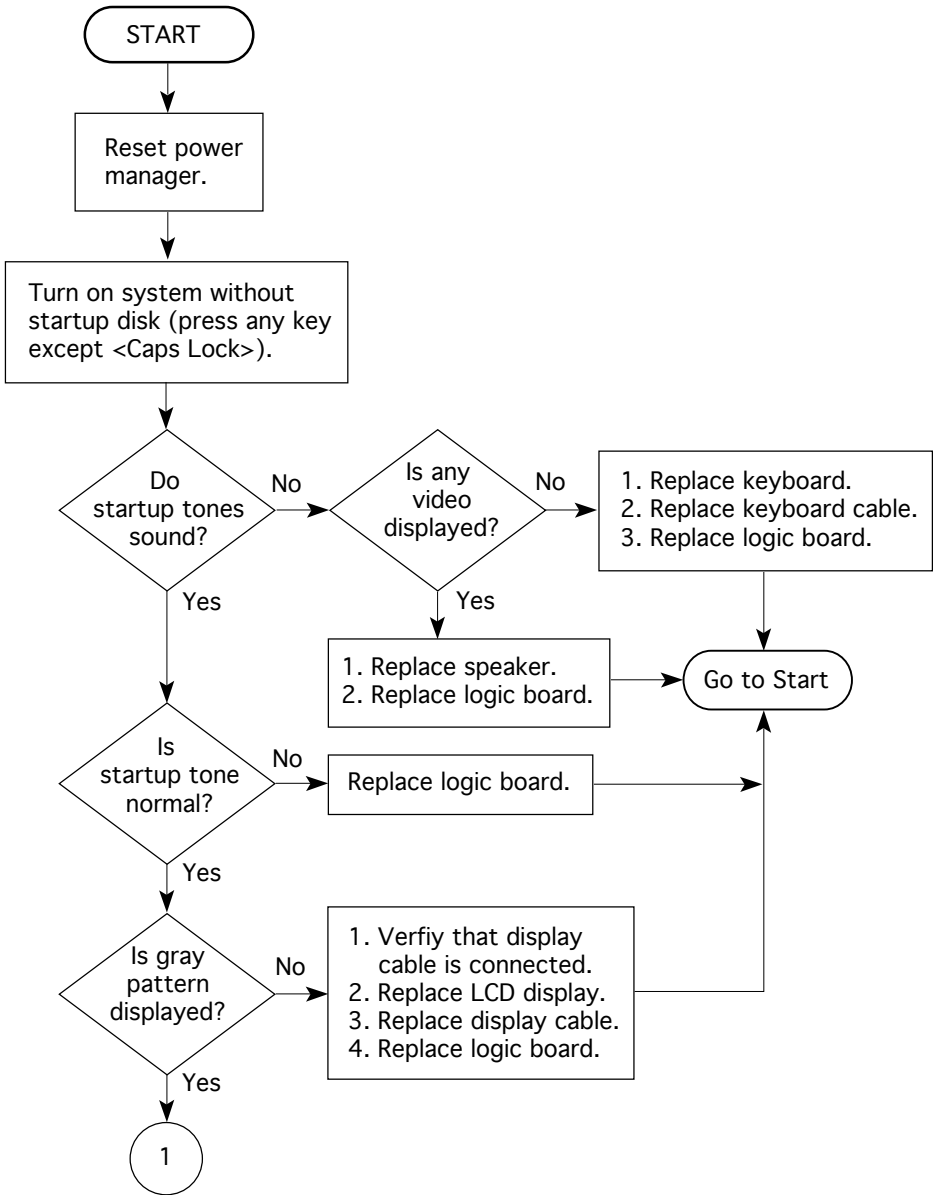 START
Reset power
manager.
Turn on system without
startup disk (press any key
except <Caps Lock>).
Do
startup tones
sound?
No
Is any
video
displayed?
No
1. Replace keyboard.
2. Replace keyboard cable.
3. Replace logic board.
Yes
Yes
1. Replace speaker.
2. Replace logic board.
Go to Start
Is
startup tone
normal?
No
Replace logic board.
Yes
Is gray
pattern
displayed?
No
1. Verfiy that display
cable is connected.
2. Replace LCD display.
3. Replace display cable.
4. Replace logic board.
Yes
1